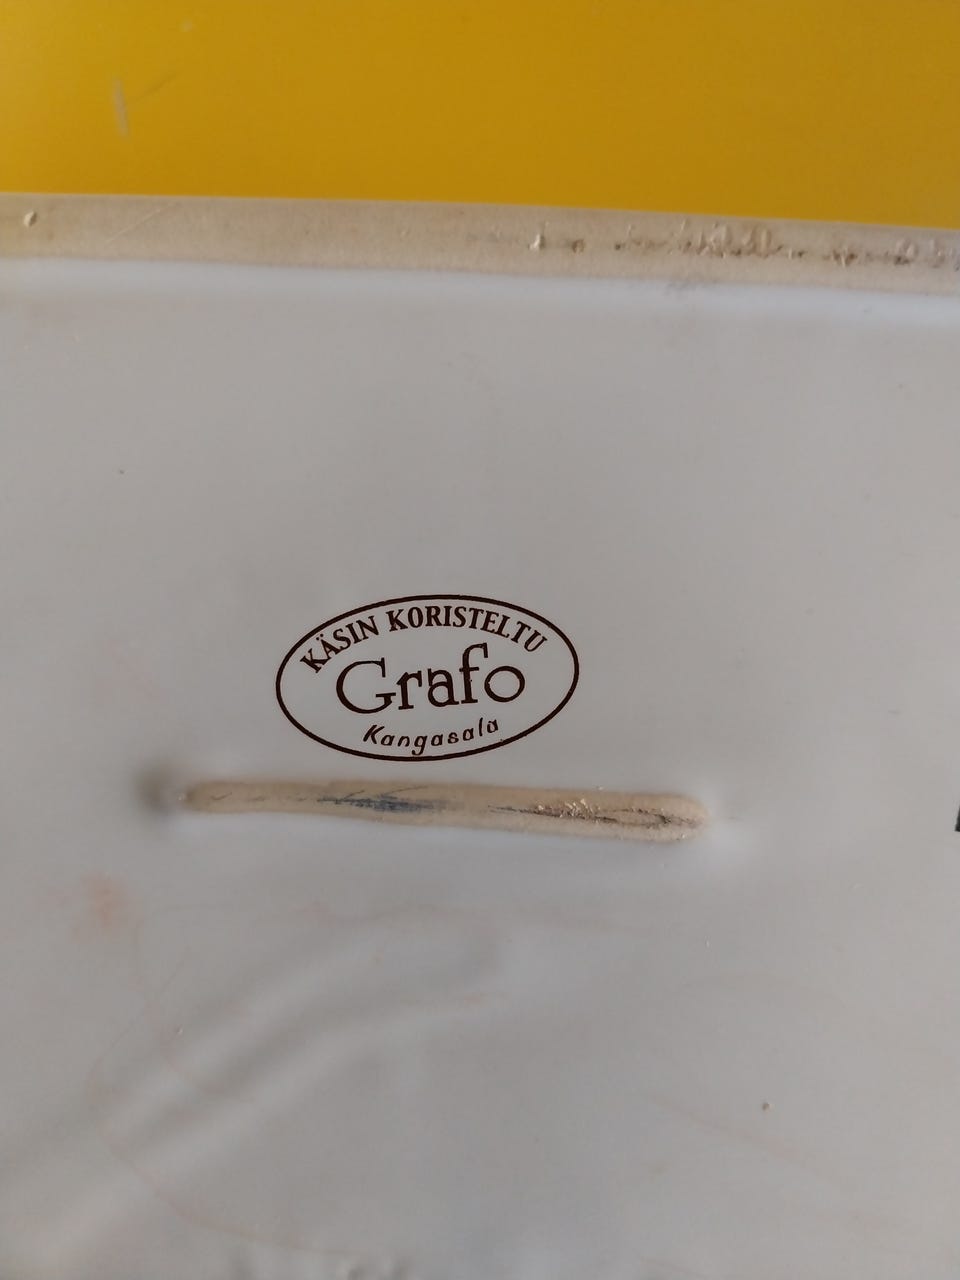 KÄSIN KORISTELTU
Grafo
Kangasala